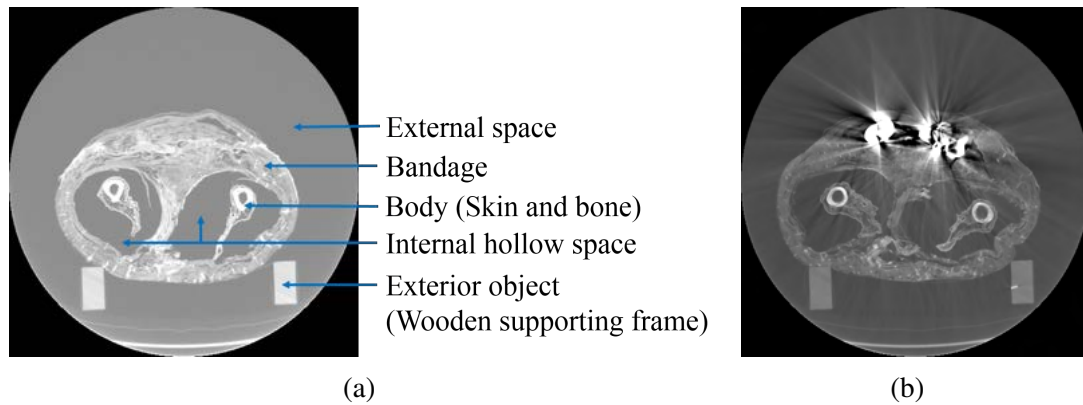 External space
Bandage
Body (Skin and bone)
Internal hollow space
Exterior object
(Wooden supporting frame)
(a)
(b)